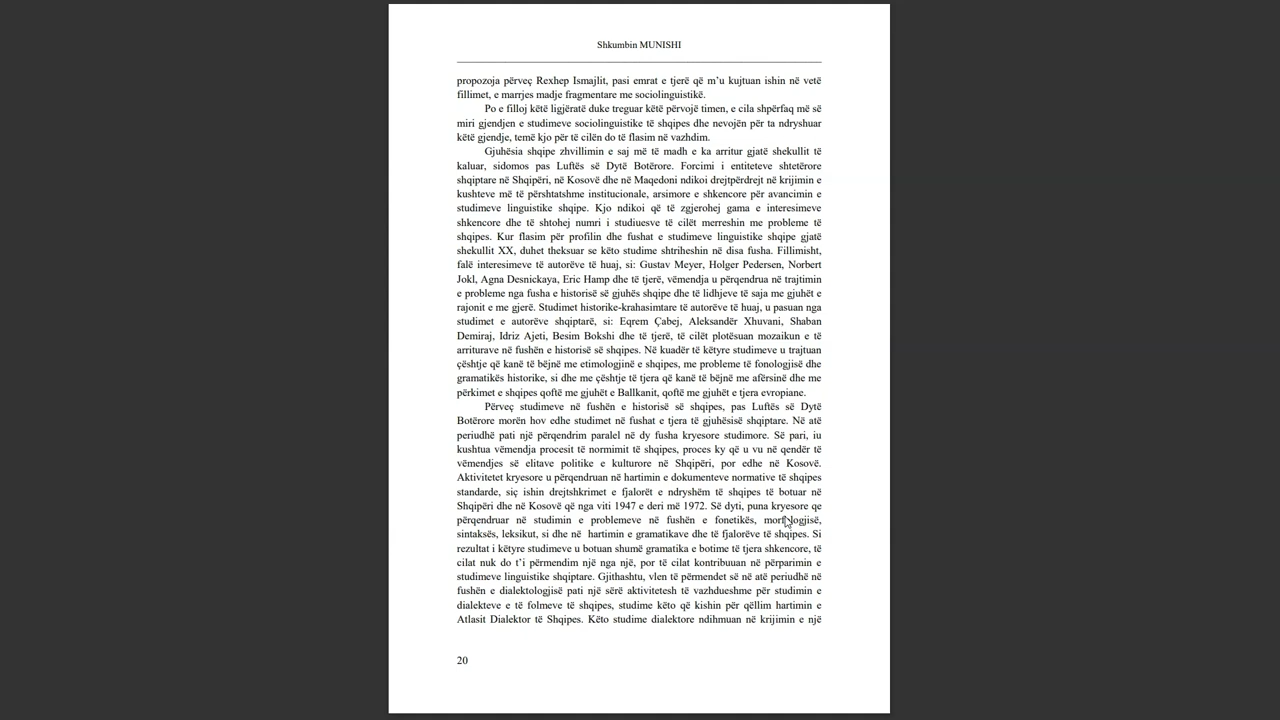 Shkumbin MUNISHI
propozoja përveç Rexhep Ismajlit, pasi emrat e tjerë që m’u kujtuan ishin në vetë
fillimet, e marrjes madje fragmentare me sociolinguistikë.
Po e filloj këtë ligjëratë duke treguar këtë përvojë timen, e cila shpërfaq më së
miri gjendjen e studimeve sociolinguistike të shqipes dhe nevojën për ta ndryshuar
këtë gjendje, temë kjo për të cilën do të flasim në vazhdim.
Gjuhësia shqipe zhvillimin e saj më të madh e ka arritur gjatë shekullit të
kaluar, sidomos pas Luftës së Dytë Botërore. Forcimi i entiteteve shtetërore
shqiptare në Shqipëri, në Kosovë dhe në Maqedoni ndikoi drejtpërdrejt në krijimin e
kushteve më të përshtatshme institucionale, arsimore e shkencore për avancimin e
studimeve linguistike shqipe. Kjo ndikoi që të zgjerohej gama e interesimeve
shkencore dhe të shtohej numri i studiuesve të cilët merreshin me probleme të
shqipes. Kur flasim për profilin dhe fushat e studimeve linguistike shqipe gjatë
shekullit XX, duhet theksuar se këto studime shtriheshin në disa fusha. Fillimisht,
falë interesimeve të autorëve të huaj, si: Gustav Meyer, Holger Pedersen, Norbert
Jokl, Agna Desnickaya, Eric Hamp dhe të tjerë, vëmendja u përqendrua në trajtimin
e probleme nga fusha e historisë së gjuhës shqipe dhe të lidhjeve të saja me gjuhët e
rajonit e me gjerë. Studimet historike-krahasimtare të autorëve të huaj, u pasuan nga
studimet e autorëve shqiptarë, si: Eqrem Çabej, Aleksandër Xhuvani, Shaban
Demiraj, Idriz Ajeti, Besim Bokshi dhe të tjerë, të cilët plotësuan mozaikun e të
arriturave në fushën e historisë së shqipes. Në kuadër të këtyre studimeve u trajtuan
çështje që kanë të bëjnë me etimologjinë e shqipes, me probleme të fonologjisë dhe
gramatikës historike, si dhe me çështje të tjera që kanë të bëjnë me afërsinë dhe me
përkimet e shqipes qoftë me gjuhët e Ballkanit, qoftë me gjuhët e tjera evropiane.
Përveç studimeve në fushën e historisë së shqipes, pas Luftës së Dytë
Botërore morën hov edhe studimet në fushat e tjera të gjuhësisë shqiptare. Në atë
periudhë pati një përqendrim paralel në dy fusha kryesore studimore. Së pari, iu
kushtua vëmendja procesit të normimit të shqipes, proces ky që u vu në qendër të
vëmendjes së elitave politike e kulturore në Shqipëri, por edhe në Kosovë.
Aktivitetet kryesore u përqendruan në hartimin e dokumenteve normative të shqipes
standarde, siç ishin drejtshkrimet e fjalorët e ndryshëm të shqipes të botuar në
Shqipëri dhe në Kosovë që nga viti 1947 e deri më 1972. Së dyti, puna kryesore qe
përqendruar në studimin e problemeve në fushën e fonetikës, morfologjisë,
sintaksës, leksikut, si dhe në hartimin e gramatikave dhe të fjalorëve të shqipes. Si
rezultat i këtyre studimeve u botuan shumë gramatika e botime të tjera shkencore, të
cilat nuk do t’i përmendim një nga një, por të cilat kontribuuan në përparimin e
studimeve linguistike shqiptare. Gjithashtu, vlen të përmendet së në atë periudhë në
fushën e dialektologjisë pati një sërë aktivitetesh të vazhdueshme për studimin e
dialekteve e të folmeve të shqipes, studime këto që kishin për qëllim hartimin e
Atlasit Dialektor të Shqipes. Këto studime dialektore ndihmuan në krijimin e një
20